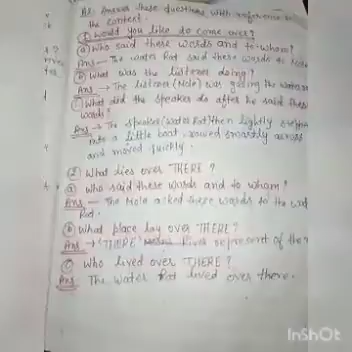 A3. Answer these questions with reference to
the context.
① Would you like to come over?
(a) Who said these words and to whom?
Ans → The water Rat said these words to Mole
(b) What was the listener doing?
Ans → The listener (Mole) was
(c) What did the speaker do after he said these
words?
Ans → The speaker (water Rat) then lightly
into a little boat, rowed smartly across
and moved quickly.
② What lies over THERE?
(a) Who said these words and to wham?
Ans. — The Mole asked these words to the
Rat.
(b) What place lay over THERE?
Ans → 'THERE' River represent of the
(c) Who lived over THERE?
Ans The Water Rat lived over there.
InShOt